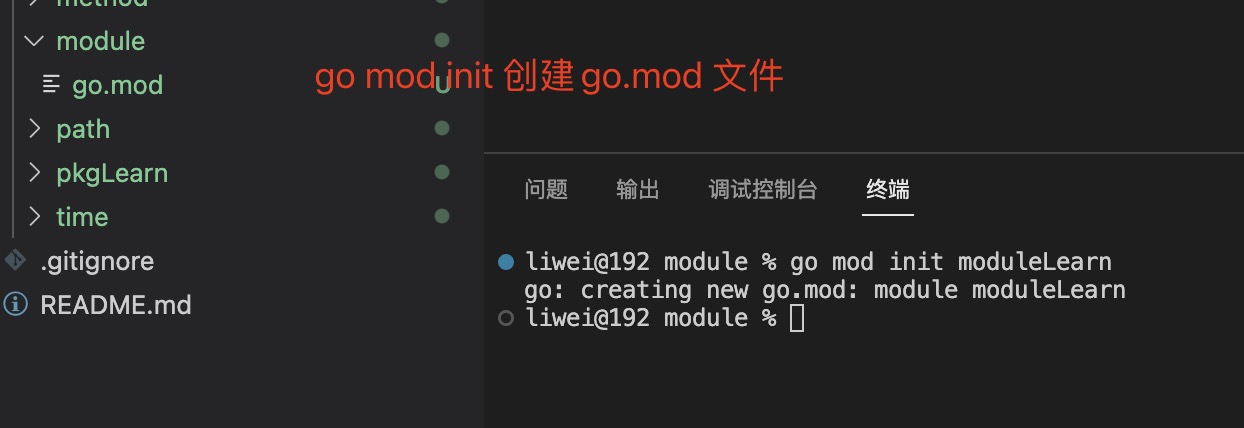 method
module
go.mod
U
go mod init 创建 go.mod 文件
path
pkgLearn
time
.gitignore
README.md
问题 输出 调试控制台 终端
liwei@192 module % go mod init moduleLearn
go: creating new go.mod: module moduleLearn
liwei@192 module %